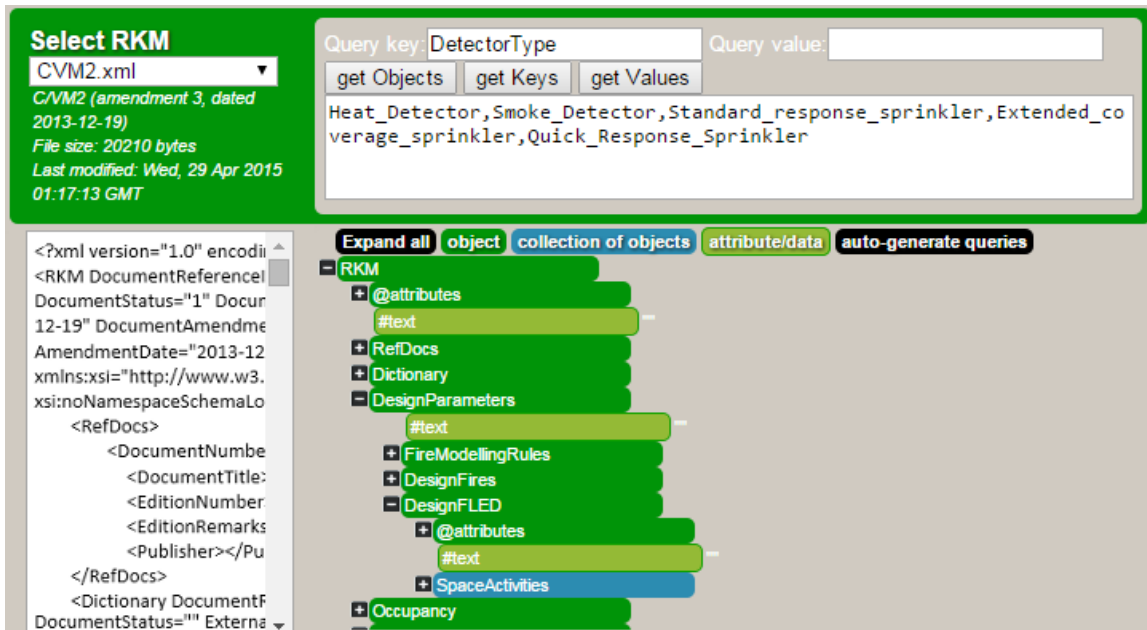 Select RKM
CVM2.xml
C/VM2 (amendment 3, dated
2013-12-19)
File size: 20210 bytes
Last modified: Wed, 29 Apr 2015
01:17:13 GMT
Query key: DetectorType Query value:
get Objects get Keys get Values
Heat_Detector,Smoke_Detector,Standard_response_sprinkler,Extended_co
verage_sprinkler,Quick_Response_Sprinkler
<?xml version="1.0" encodi
<RKM DocumentReferenceI
DocumentStatus="1" Docum
12-19" DocumentAmendme
AmendmentDate="2013-12
xmlns:xsi="http://www.w3.
xsi:noNamespaceSchemaLo
<RefDocs>
<DocumentNumbe
<DocumentTitle>
<EditionNumber
<EditionRemarks
<Publisher></Pu
</RefDocs>
<Dictionary DocumentR
DocumentStatus="" Externa
Expand all object collection of objects attribute/data auto-generate queries
RKM
@attributes
#text
RefDocs
Dictionary
DesignParameters
#text
FireModellingRules
DesignFires
DesignFLED
@attributes
#text
SpaceActivities
Occupancy